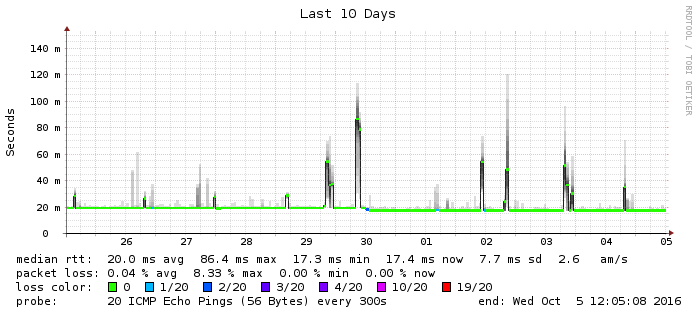 Last 10 Days
RRDTOOL / TOBI OETIKER
Seconds
140 m
120 m
100 m
80 m
60 m
40 m
20 m
0
26 27 28 29 30 01 02 03 04 05
median rtt: 20.0 ms avg 86.4 ms max 17.3 ms min 17.4 ms now 7.7 ms sd 2.6 am/s
packet loss: 0.04 % avg 8.33 % max 0.00 % min 0.00 % now
loss color: 0 1/20 2/20 3/20 4/20 10/20 19/20
probe: 20 ICMP Echo Pings (56 Bytes) every 300s end: Wed Oct 5 12:05:08 2016